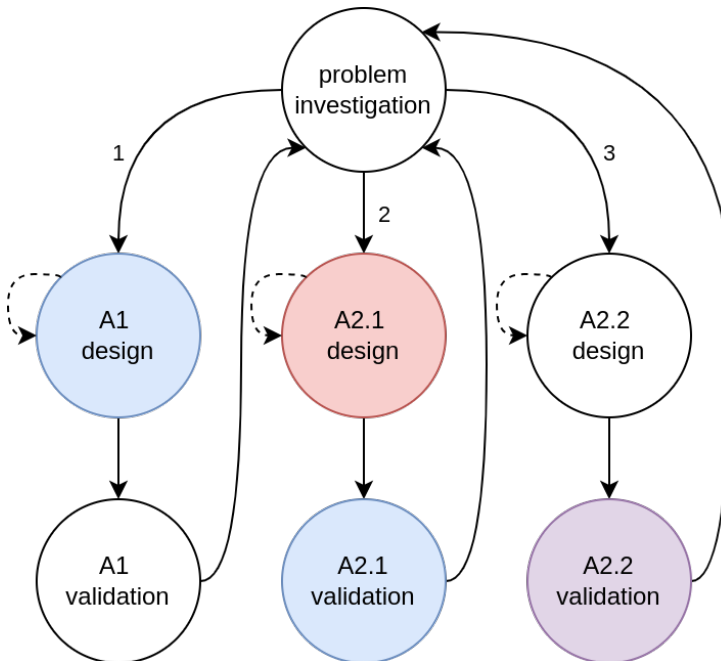 problem
investigation
1
3
2
A1
design
A2.1
design
A2.2
design
A1
validation
A2.1
validation
A2.2
validation